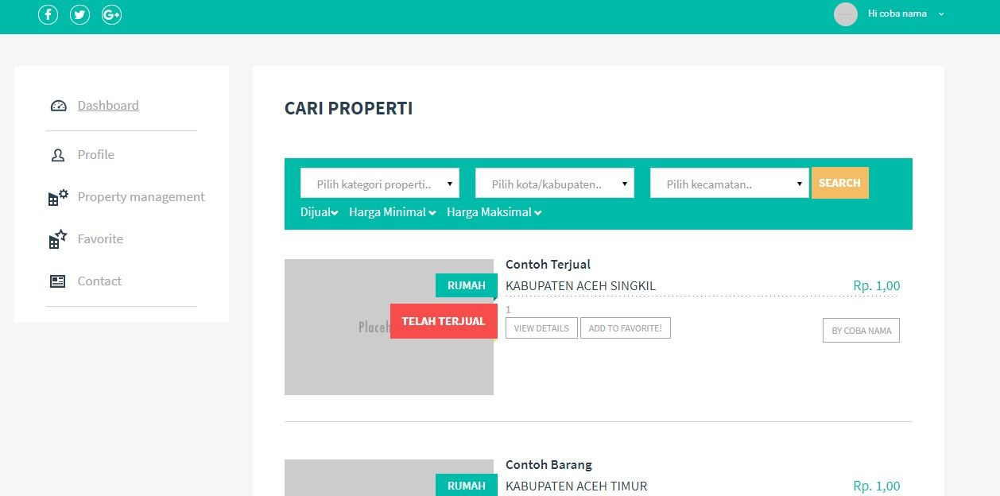 Hi coba nama
Dashboard
Profile
Property management
Favorite
Contact
CARI PROPERTI
Pilih kategori properti.. Pilih kota/kabupaten.. Pilih kecamatan.. SEARCH
Dijual Harga Minimal Harga Maksimal
Contoh Terjual
RUMAH KABUPATEN ACEH SINGKIL Rp. 1,00
1
TELAH TERJUAL
VIEW DETAILS ADD TO FAVORITE! BY COBA NAMA
Contoh Barang
RUMAH KABUPATEN ACEH TIMUR Rp. 1,00